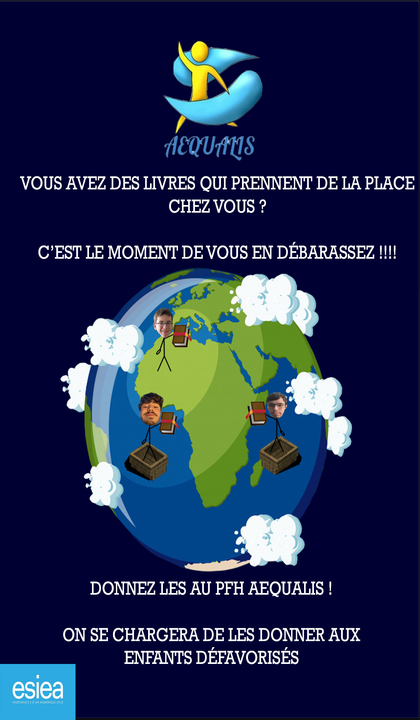 AEQUALIS
VOUS AVEZ DES LIVRES QUI PRENNENT DE LA PLACE
CHEZ VOUS ?
C'EST LE MOMENT DE VOUS EN DÉBARASSEZ !!!!
DONNEZ LES AU PFH AEQUALIS !
ON SE CHARGERA DE LES DONNER AUX
ENFANTS DÉFAVORISÉS
esiea